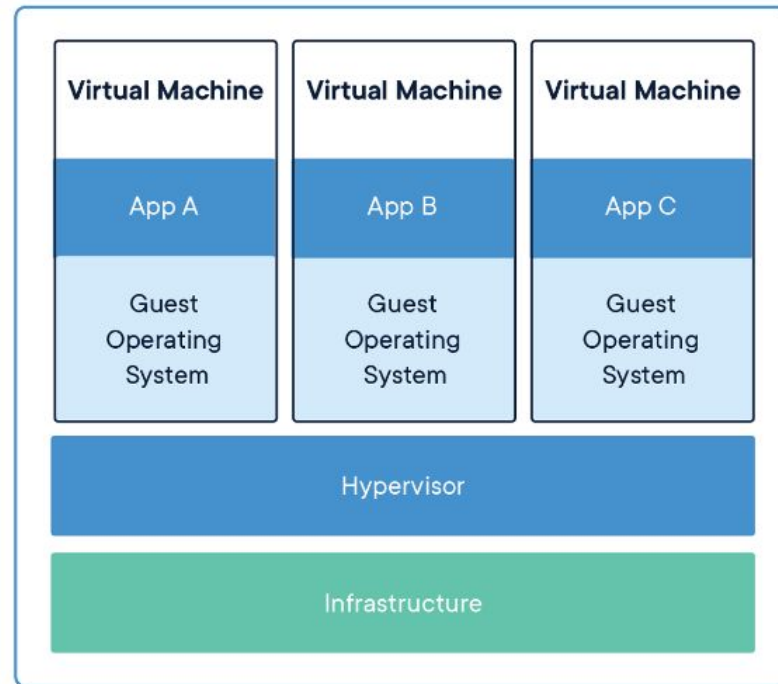 Virtual Machine
Virtual Machine
Virtual Machine
App A
App B
App C
Guest
Operating
System
Guest
Operating
System
Guest
Operating
System
Hypervisor
Infrastructure